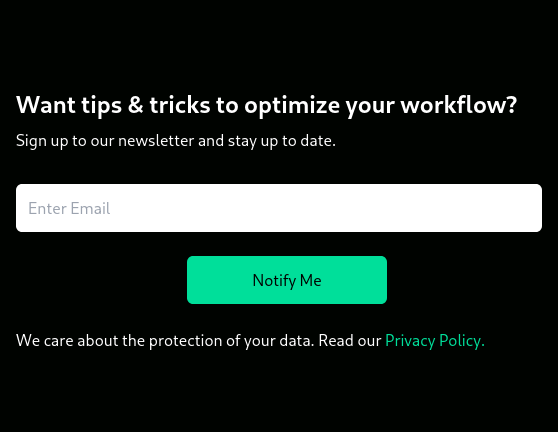 Want tips & tricks to optimize your workflow?
Sign up to our newsletter and stay up to date.
Enter Email
Notify Me
We care about the protection of your data. Read our Privacy Policy.